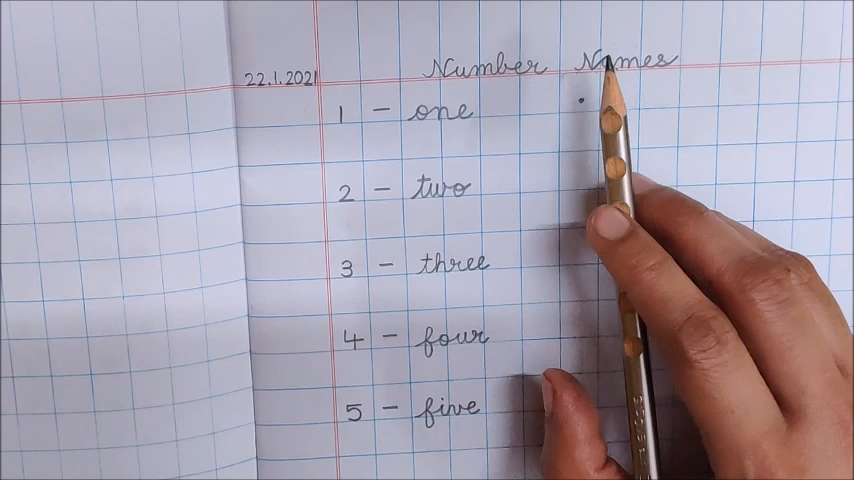 22.1.2021 Number Names
1 - one
2 - two
3 - three
4 - four
5 - five